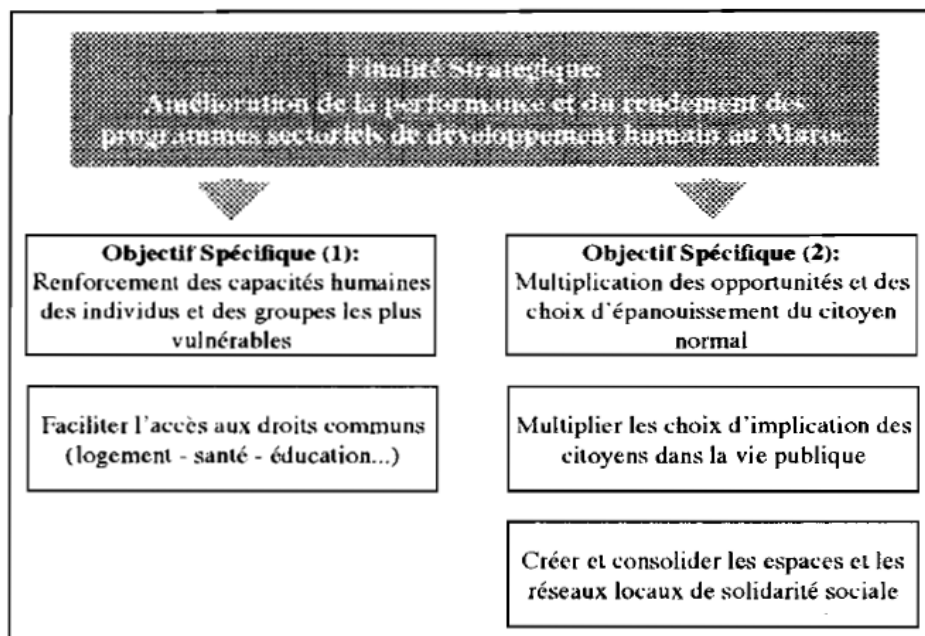 Finalité Strategique:
Amélioration de la performance et du rendement des
programmes sectoriels de développement humain au Maroc.
Objectif Spécifique (1):
Renforcement des capacités humaines
des individus et des groupes les plus
vulnérables
Faciliter l'accès aux droits communs
(logement - santé - éducation...)
Objectif Spécifique (2):
Multiplication des opportunités et des
choix d'épanouissement du citoyen
normal
Multiplier les choix d'implication des
citoyens dans la vie publique
Créer et consolider les espaces et les
réseaux locaux de solidarité sociale